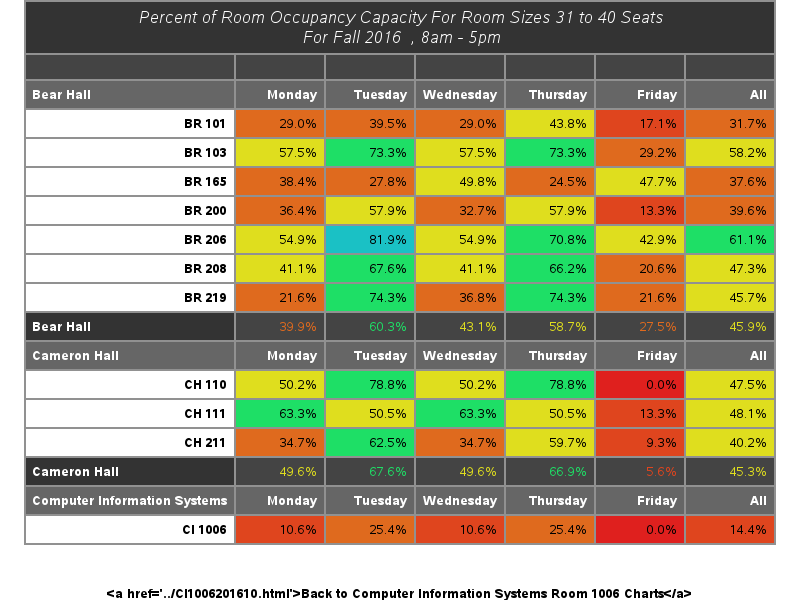 Percent of Room Occupancy Capacity For Room Sizes 31 to 40 Seats
For Fall 2016 , 8am - 5pm
Bear Hall Monday Tuesday Wednesday Thursday Friday All
BR 101 29.0% 39.5% 29.0% 43.8% 17.1% 31.7%
BR 103 57.5% 73.3% 57.5% 73.3% 29.2% 58.2%
BR 165 38.4% 27.8% 49.8% 24.5% 47.7% 37.6%
BR 200 36.4% 57.9% 32.7% 57.9% 13.3% 39.6%
BR 206 54.9% 81.9% 54.9% 70.8% 42.9% 61.1%
BR 208 41.1% 67.6% 41.1% 66.2% 20.6% 47.3%
BR 219 21.6% 74.3% 36.8% 74.3% 21.6% 45.7%
Bear Hall 39.9% 60.3% 43.1% 58.7% 27.5% 45.9%
Cameron Hall Monday Tuesday Wednesday Thursday Friday All
CH 110 50.2% 78.8% 50.2% 78.8% 0.0% 47.5%
CH 111 63.3% 50.5% 63.3% 50.5% 13.3% 48.1%
CH 211 34.7% 62.5% 34.7% 59.7% 9.3% 40.2%
Cameron Hall 49.6% 67.6% 49.6% 66.9% 5.6% 45.3%
Computer Information Systems Monday Tuesday Wednesday Thursday Friday All
CI 1006 10.6% 25.4% 10.6% 25.4% 0.0% 14.4%
&lt;a href='../CI1006201610.html'&gt;Back to Computer Information Systems Room 1006 Charts&lt;/a&gt;